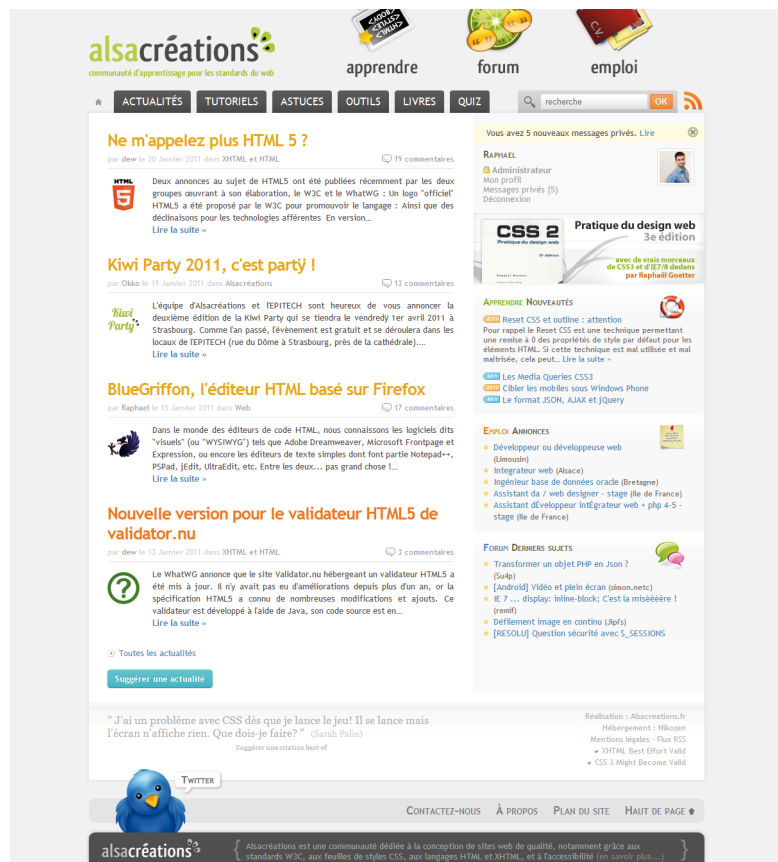 alsacréations
communauté d'apprentissage pour les standards du web
apprendre
forum
emploi
ACTUALITÉS
TUTORIELS
ASTUCES
OUTILS
LIVRES
QUIZ
recherche
OK
Ne m'appelez plus HTML 5 ?
par dew le 20 Janvier 2011 dans XHTML et HTML
19 commentaires
HTML
5
Deux annonces au sujet de HTML5 ont été publiées récemment par les deux
groupes œuvrant à son élaboration, le W3C et le WhatWG : Un logo "officiel"
HTML5 a été proposé par le W3C pour promouvoir le langage : Ainsi que des
déclinaisons pour les technologies afférentes En version...
Lire la suite »
Kiwi Party 2011, c'est partÿ !
par Okko le 19 Janvier 2011 dans Alsacréations
13 commentaires
Kiwi
Party
L'équipe d'Alsacréations et l'EPITECH sont heureux de vous annoncer la
deuxième édition de la Kiwi Party qui se tiendra le vendredÿ 1er avril 2011 à
Strasbourg. Comme l'an passé, l'évènement est gratuit et se déroulera dans les
locaux de l'EPITECH (rue du Dôme à Strasbourg, près de la cathédrale)....
Lire la suite »
BlueGriffon, l'éditeur HTML basé sur Firefox
par Raphael le 15 Janvier 2011 dans Web
17 commentaires
Dans le monde des éditeurs de code HTML, nous connaissons les logiciels dits
"visuels" (ou "WYSIWYG") tels que Adobe Dreamweaver, Microsoft Frontpage et
Expression, ou encore les éditeurs de texte simples dont font partie Notepad++,
PSPad, jEdit, UltraEdit, etc. Entre les deux... pas grand chose !...
Lire la suite »
Nouvelle version pour le validateur HTML5 de
validator.nu
par dew le 13 Janvier 2011 dans XHTML et HTML
3 commentaires
?
Le WhatWG annonce que le site Validator.nu hébergeant un validateur HTML5 a
été mis à jour. Il n'y avait pas eu d'améliorations depuis plus d'un an, or la
spécification HTML5 a connu de nombreuses modifications et ajouts. Ce
validateur est développé à l'aide de Java, son code source est en...
Lire la suite »
Toutes les actualités
Suggérer une actualité
Vous avez 5 nouveaux messages privés. Lire
RAPHAEL
Administrateur
Mon profil
Messages privés (5)
Déconnexion
CSS 2
Pratique du design web
Pratique du design web
3e édition
avec de vrais morceaux
de CSS3 et d'IE7/8 dedans
par Raphaël Goetter
APPRENDRE NOUVEAUTÉS
Reset CSS et outline : attention
Pour rappel le Reset CSS est une technique permettant
une remise à 0 des propriétés de style par défaut pour les
éléments HTML. Si cette technique est mal utilisée et mal
maîtrisée, cela peut... Lire la suite »
Les Media Queries CSS3
Cibler les mobiles sous Windows Phone
Le format JSON, AJAX et jQuery
EMPLOI ANNONCES
Développeur ou développeuse web
(Limousin)
Integrateur web (Alsace)
Ingénieur base de données oracle (Bretagne)
Assistant da / web designer - stage (Ile de France)
Assistant dÉveloppeur intÉgrateur web + php 4-5 -
stage (Ile de France)
FORUM DERNIERS SUJETS
Transformer un objet PHP en Json ?
(Su4p)
[Android] Vidéo et plein écran (simon.netc)
IE 7 ... display: inline-block; C'est la misèèèère !
(remif)
Défilement image en continu (Jipi's)
[RESOLU] Question sécurité avec S_SESSIONS
" J'ai un problème avec CSS dès que je lance le jeu! Il se lance mais
l'écran n'affiche rien. Que dois-je faire? " (Sarah Palin)
Suggérer une citation best-of
Réalisation : Alsacreations.fr
Hébergement : Nikozen
Mentions légales - Flux RSS
XHTML Best Effort Valid
CSS 3 Might Become Valid
TWITTER
CONTACTEZ-NOUS
À PROPOS
PLAN DU SITE
HAUT DE PAGE
alsacréations
{ Alsacréations est une communauté dédiée à la conception de sites web de qualité, notamment grâce aux
standards W3C, aux feuilles de styles CSS, aux langages HTML et XHTML, et à l'accessibilité (en savoir plus...) }